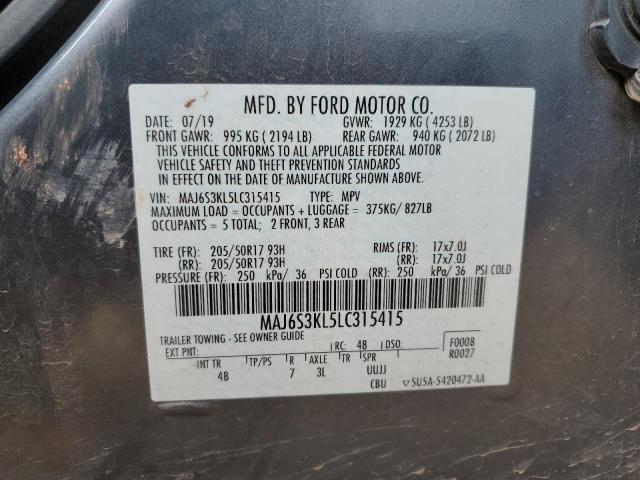 MFD. BY FORD MOTOR CO.
DATE: 07/19 GVWR: 1929 KG ( 4253 LB)
FRONT GAWR: 995 KG ( 2194 LB) REAR GAWR: 940 KG ( 2072 LB)
THIS VEHICLE CONFORMS TO ALL APPLICABLE FEDERAL MOTOR
VEHICLE SAFETY AND THEFT PREVENTION STANDARDS
IN EFFECT ON THE DATE OF MANUFACTURE SHOWN ABOVE.
VIN: MAJ6S3KL5LC315415 TYPE: MPV
MAXIMUM LOAD = OCCUPANTS + LUGGAGE = 375KG/ 827LB
OCCUPANTS = 5 TOTAL; 2 FRONT, 3 REAR
TIRE (FR): 205/50R17 93H RIMS (FR): 17x7.0J
(RR): 205/50R17 93H (RR): 17x7.0J
PRESSURE (FR): 250 kPa/ 36 PSI COLD (RR): 250 kPa/ 36 PSI COLD
MAJ6S3KL5LC315415
TRAILER TOWING - SEE OWNER GUIDE
EXT PNT: RC: 48 DSO: F0008
R0027
INT TR TP/PS R AXLE TR SPR
4B 7 3L UUJJ
CBU ▽5U5A-5420472-AA